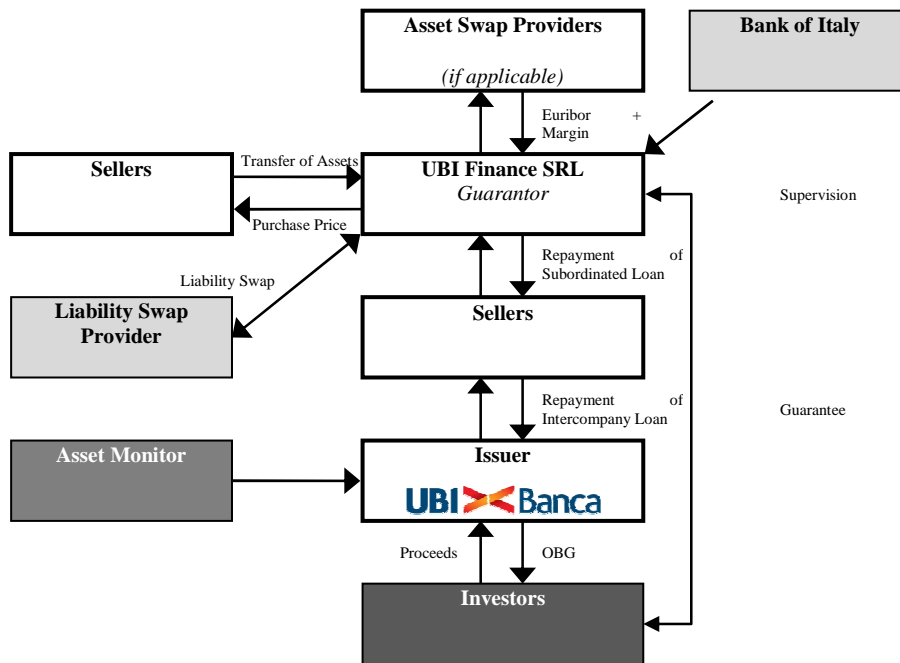 Asset Swap Providers
(if applicable)
Bank of Italy
Euribor +
Margin
Sellers
Transfer of Assets
UBI Finance SRL
Guarantor
Purchase Price
Supervision
Liability Swap
Repayment of
Subordinated Loan
Liability Swap
Provider
Sellers
Repayment of
Intercompany Loan
Guarantee
Asset Monitor
Issuer
UBI Banca
Proceeds
OBG
Investors